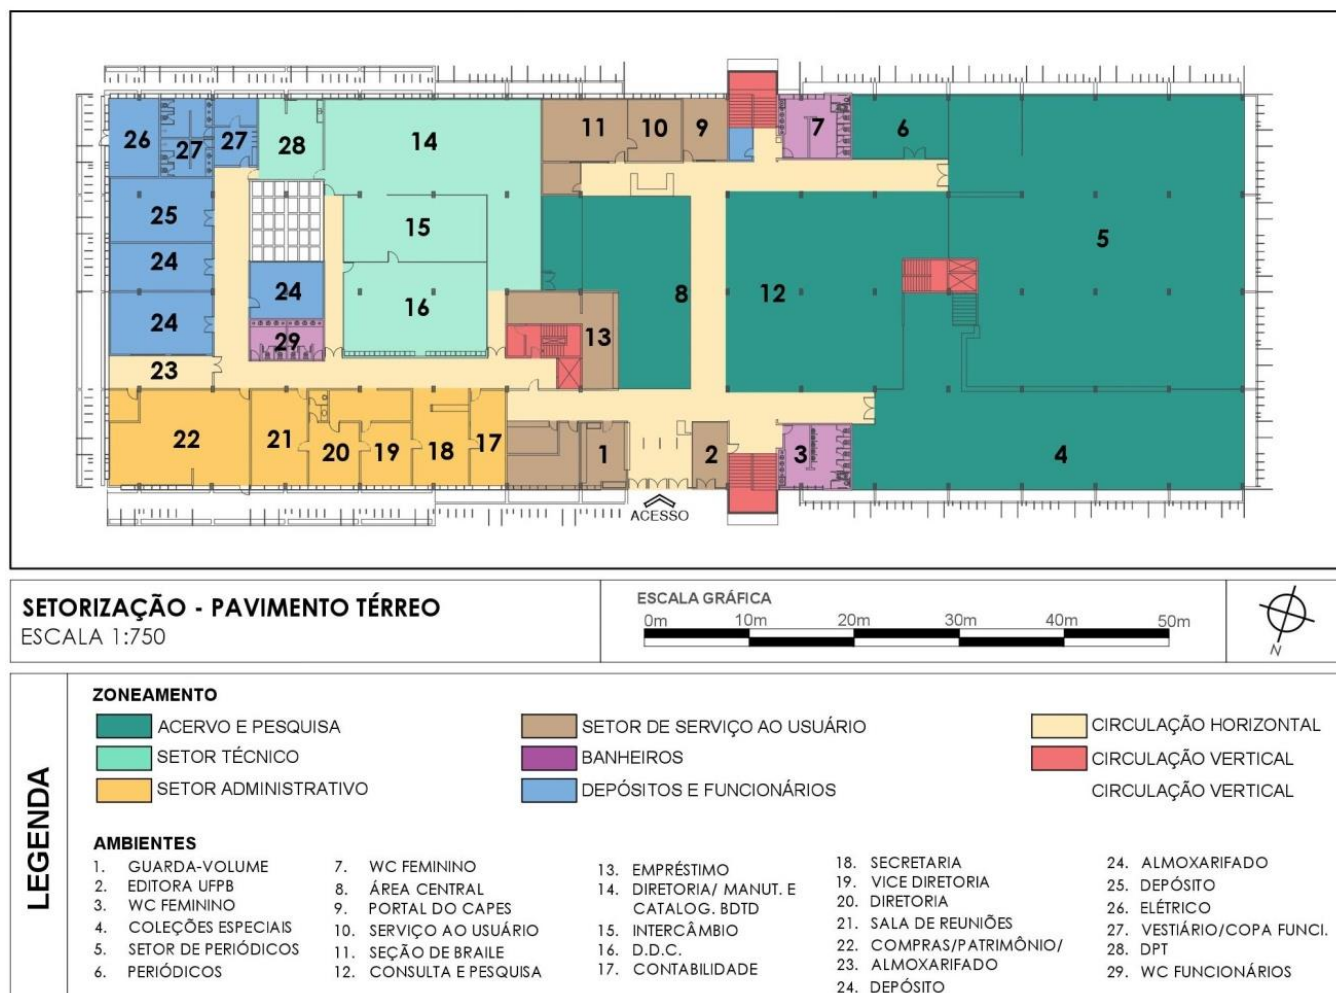 26
27
27
28
14
11
10
9
7
6
25
15
5
24
24
16
8
12
24
29
13
23
22
21
20
19
18
17
1
2
3
4
ACESSO
SETORIZAÇÃO - PAVIMENTO TÉRREO
ESCALA 1:750
ESCALA GRÁFICA
0m 10m 20m 30m 40m 50m
N
LEGENDA
ZONEAMENTO
ACERVO E PESQUISA
SETOR TÉCNICO
SETOR ADMINISTRATIVO
SETOR DE SERVIÇO AO USUÁRIO
BANHEIROS
DEPÓSITOS E FUNCIONÁRIOS
CIRCULAÇÃO HORIZONTAL
CIRCULAÇÃO VERTICAL
CIRCULAÇÃO VERTICAL
AMBIENTES
1. GUARDA-VOLUME
2. EDITORA UFPB
3. WC FEMININO
4. COLEÇÕES ESPECIAIS
5. SETOR DE PERIÓDICOS
6. PERIÓDICOS
7. WC FEMININO
8. ÁREA CENTRAL
9. PORTAL DO CAPES
10. SERVIÇO AO USUÁRIO
11. SEÇÃO DE BRAILE
12. CONSULTA E PESQUISA
13. EMPRÉSTIMO
14. DIRETORIA/ MANUT. E
CATALOG. BDTD
15. INTERCÂMBIO
16. D.D.C.
17. CONTABILIDADE
18. SECRETARIA
19. VICE DIRETORIA
20. DIRETORIA
21. SALA DE REUNIÕES
22. COMPRAS/PATRIMÔNIO/
23. ALMOXARIFADO
24. DEPÓSITO
24. ALMOXARIFADO
25. DEPÓSITO
26. ELÉTRICO
27. VESTIÁRIO/COPA FUNCI.
28. DPT
29. WC FUNCIONÁRIOS